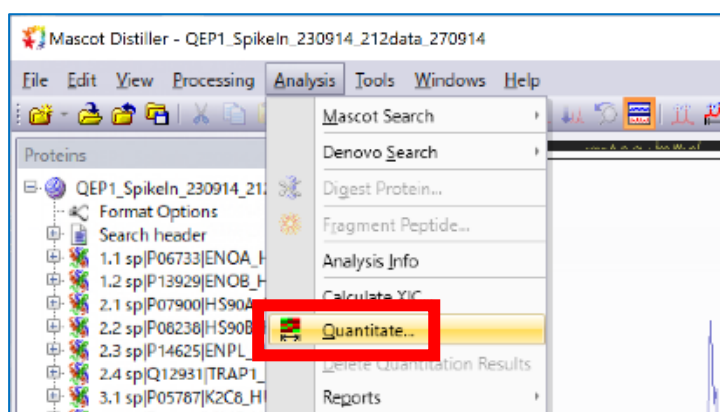 Mascot Distiller - QEP1_SpikeIn_230914_212data_270914
File Edit View Processing Analysis Tools Windows Help
Mascot Search
Proteins
Denovo Search
QEP1_SpikeIn_230914_21
Digest Protein...
Format Options
Fragment Peptide...
Search header
1.1 sp|P06733|ENOA_H
Analysis Info
1.2 sp|P13929|ENOB_H
Calculate XIC
2.1 sp|P07900|HS90A
2.2 sp|P08238|HS90B
Quantitate...
2.3 sp|P14625|ENPL_
Delete Quantitation Results
2.4 sp|Q12931|TRAP1_
3.1 sp|P05787|K2C8_H
Reports